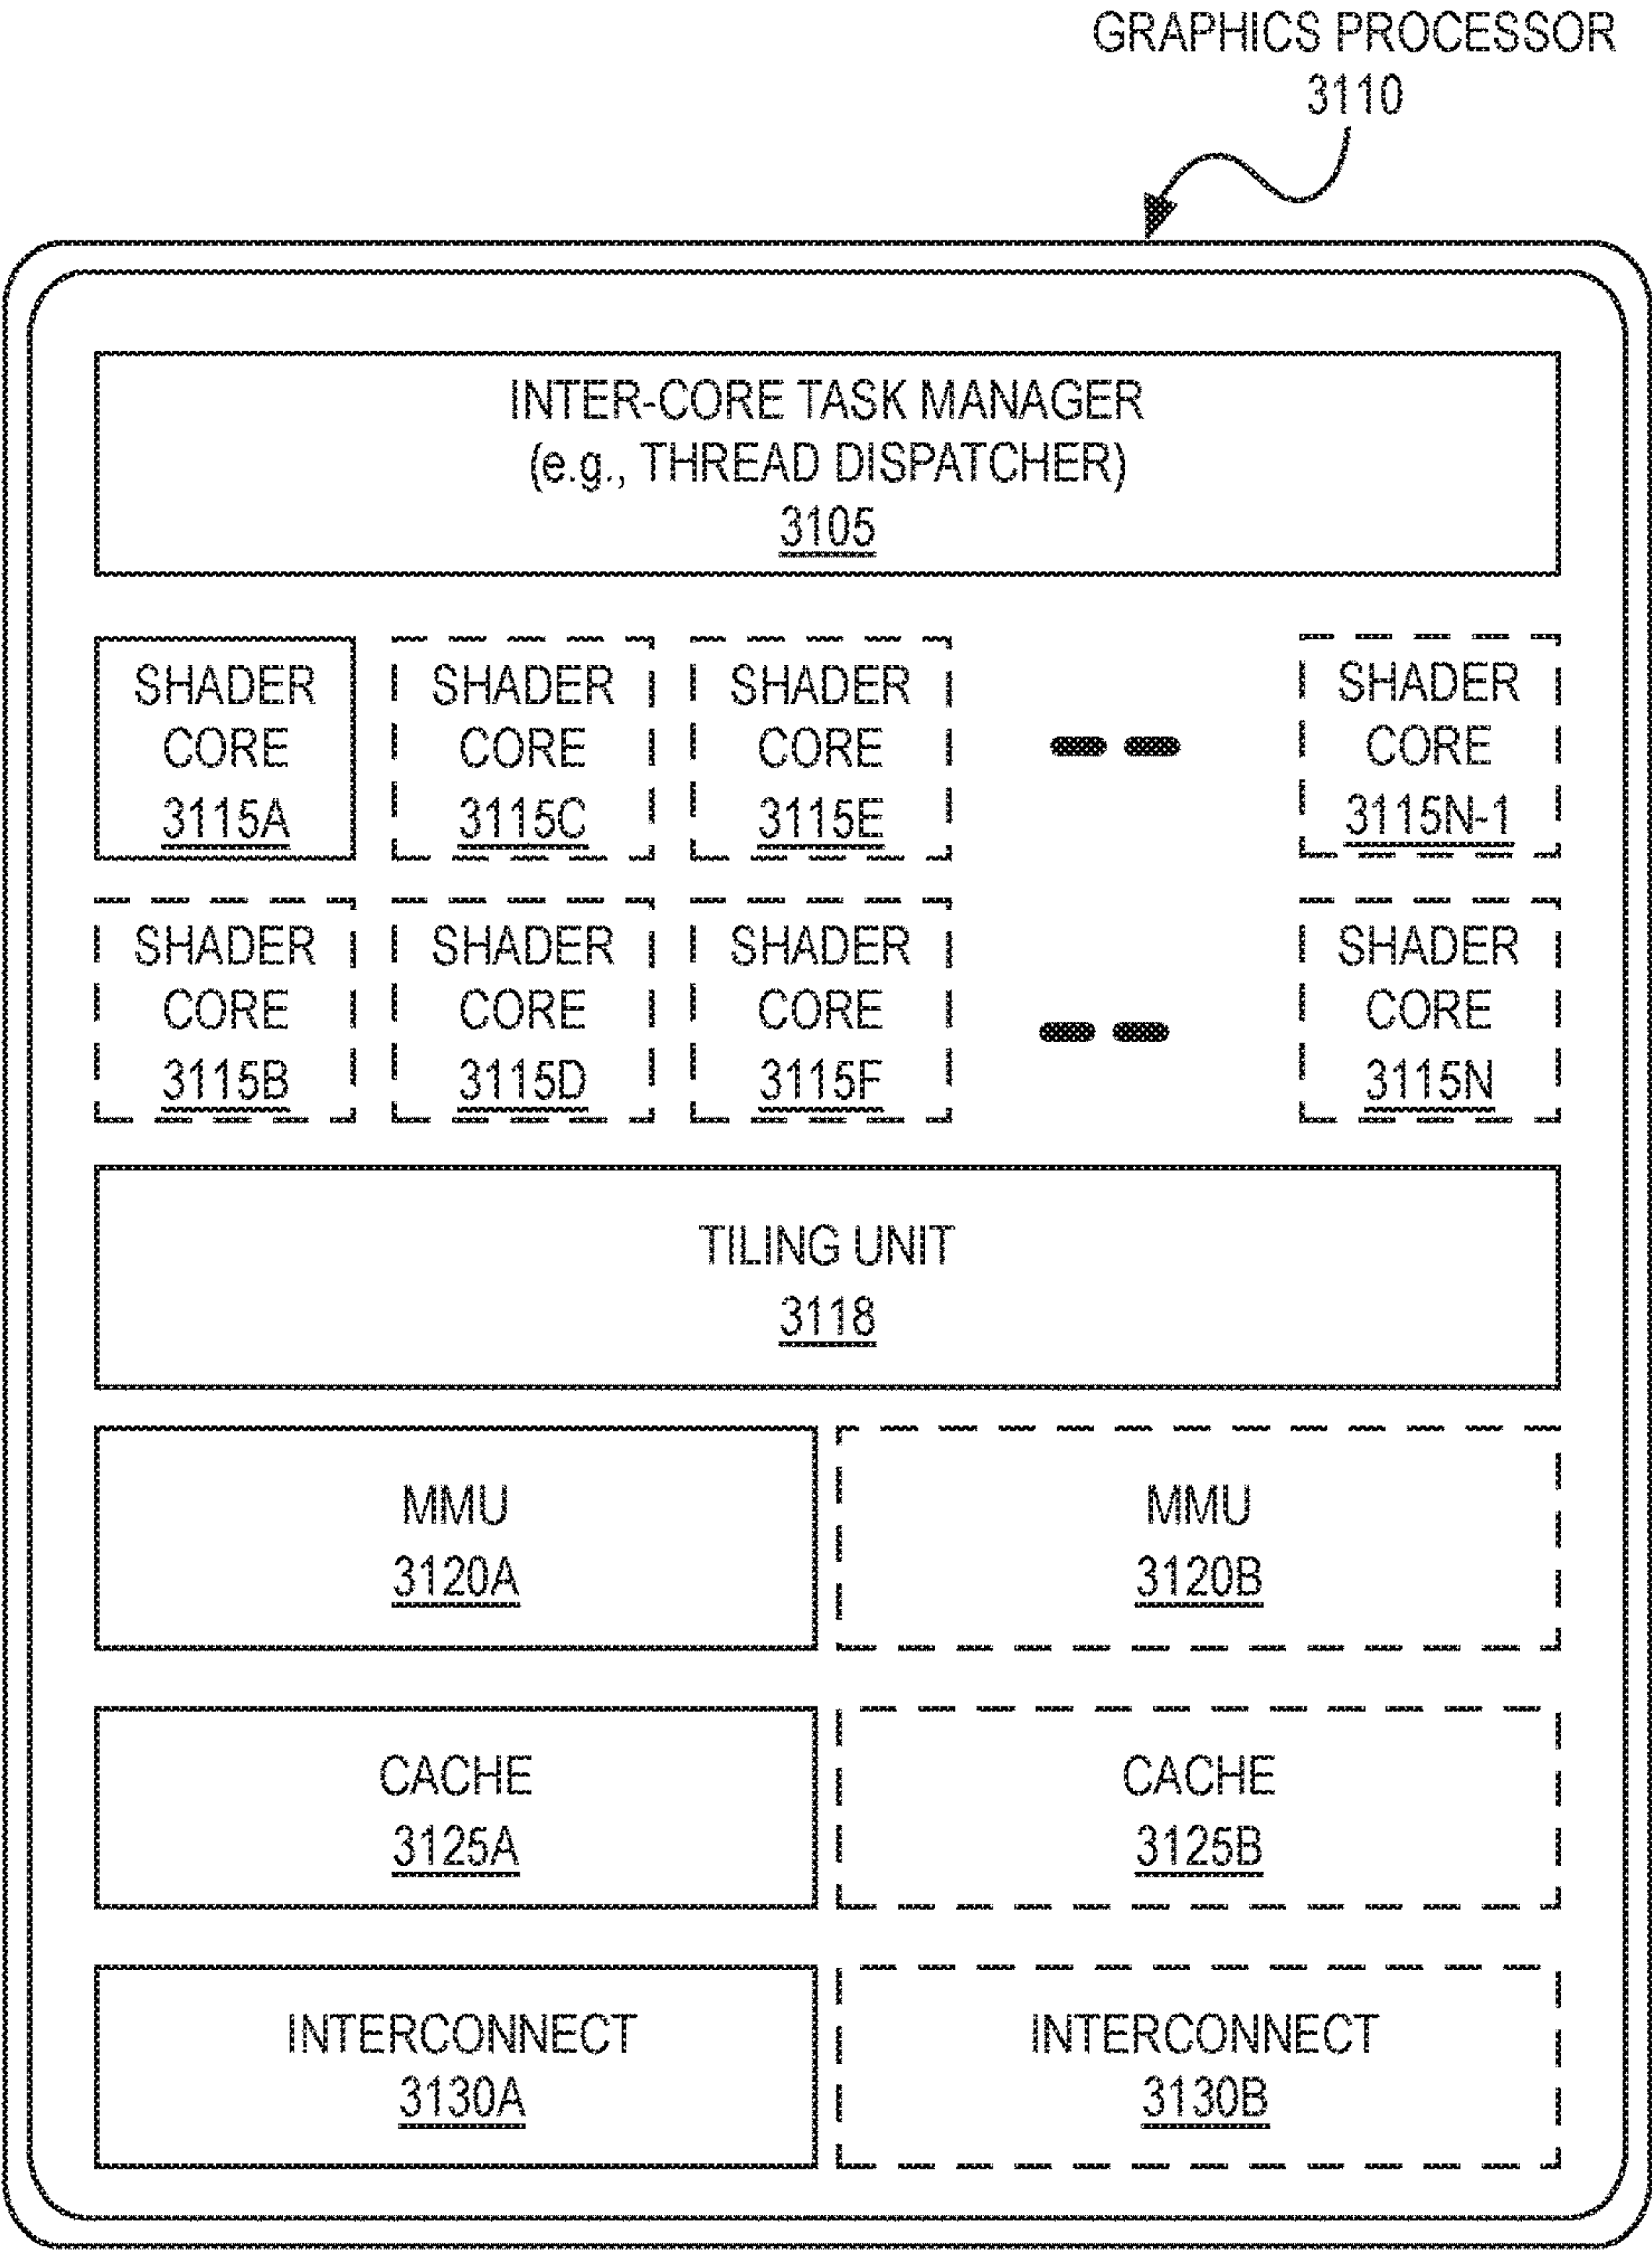 GRAPHICS PROCESSOR
3110
INTER-CORE TASK MANAGER
(e.g., THREAD DISPATCHER)
3105
SHADER
CORE
3115A
SHADER
CORE
3115C
SHADER
CORE
3115E
SHADER
CORE
3115N-1
SHADER
CORE
3115B
SHADER
CORE
3115D
SHADER
CORE
3115F
SHADER
CORE
3115N
TILING UNIT
3118
MMU
3120A
MMU
3120B
CACHE
3125A
CACHE
3125B
INTERCONNECT
3130A
INTERCONNECT
3130B